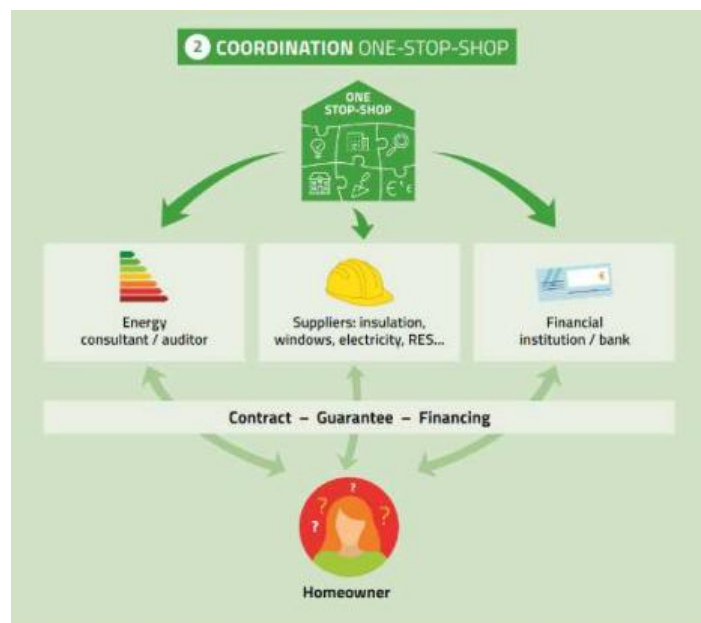 2 COORDINATION ONE-STOP-SHOP
ONE
STOP-SHOP
€'€
Energy
consultant / auditor
Suppliers: insulation,
windows, electricity, RES...
€
Financial
institution / bank
Contract – Guarantee – Financing
? ? ? ?
Homeowner